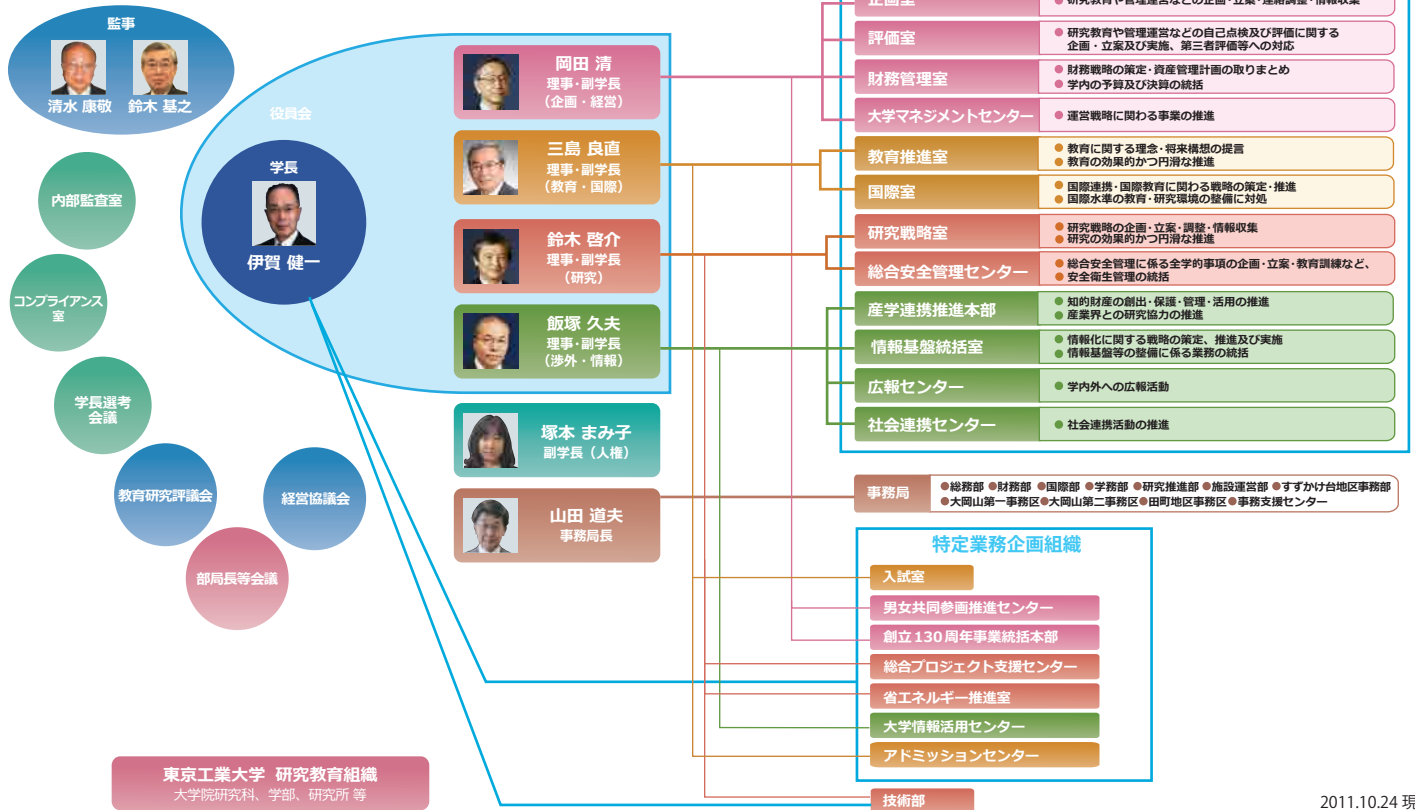 監事
清水 康敬 鈴木 基之
役員会
学長
伊賀 健一
内部監査室
コンプライアンス
室
学長選考
会議
教育研究評議会
経営協議会
部局長等会議
岡田 清
理事・副学長
(企画・経営)
三島 良直
理事・副学長
(教育・国際)
鈴木 啓介
理事・副学長
(研究)
飯塚 久夫
理事・副学長
(渉外・情報)
塚本 まみ子
副学長(人権)
山田 道夫
事務局長
企画室
●研究教育や管理運営などの企画・立案・連絡調整・情報収集
評価室
●研究教育や管理運営などの自己点検及び評価に関する
企画・立案及び実施、第三者評価等への対応
財務管理室
●財務戦略の策定・資産管理計画の取りまとめ
●学内の予算及び決算の統括
大学マネジメントセンター
●運営戦略に関わる事業の推進
教育推進室
●教育に関する理念・将来構想の提言
●教育の効果的かつ円滑な推進
国際室
●国際連携・国際教育に関わる戦略の策定・推進
●国際水準の教育・研究環境の整備に対処
研究戦略室
●研究戦略の企画・立案・調整・情報収集
●研究の効果的かつ円滑な推進
総合安全管理センター
●総合安全管理に係る全学的事項の企画・立案・教育訓練など、
●安全衛生管理の統括
産学連携推進本部
●知的財産の創出・保護・管理・活用の推進
●産業界との研究協力の推進
情報基盤統括室
●情報化に関する戦略の策定、推進及び実施
●情報基盤等の整備に係る業務の統括
広報センター
●学内外への広報活動
社会連携センター
●社会連携活動の推進
事務局
●総務部 ●財務部 ●国際部 ●学務部 ●研究推進部 ●施設運営部 ●すずかけ台地区事務部
●大岡山第一事務区●大岡山第二事務区●田町地区事務区●事務支援センター
特定業務企画組織
入試室
男女共同参画推進センター
創立130周年事業統括本部
総合プロジェクト支援センター
省エネルギー推進室
大学情報活用センター
アドミッションセンター
技術部
東京工業大学 研究教育組織
大学院研究科、学部、研究所 等
2011.10.24 現